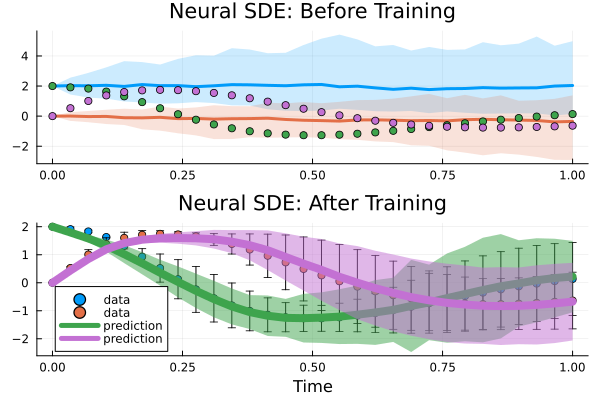 Neural SDE: Before Training
4
2
0
−2
0.00 0.25 0.50 0.75 1.00
Neural SDE: After Training
2
1
0
−1
−2
data
data
prediction
prediction
0.00 0.25 0.50 0.75 1.00
Time